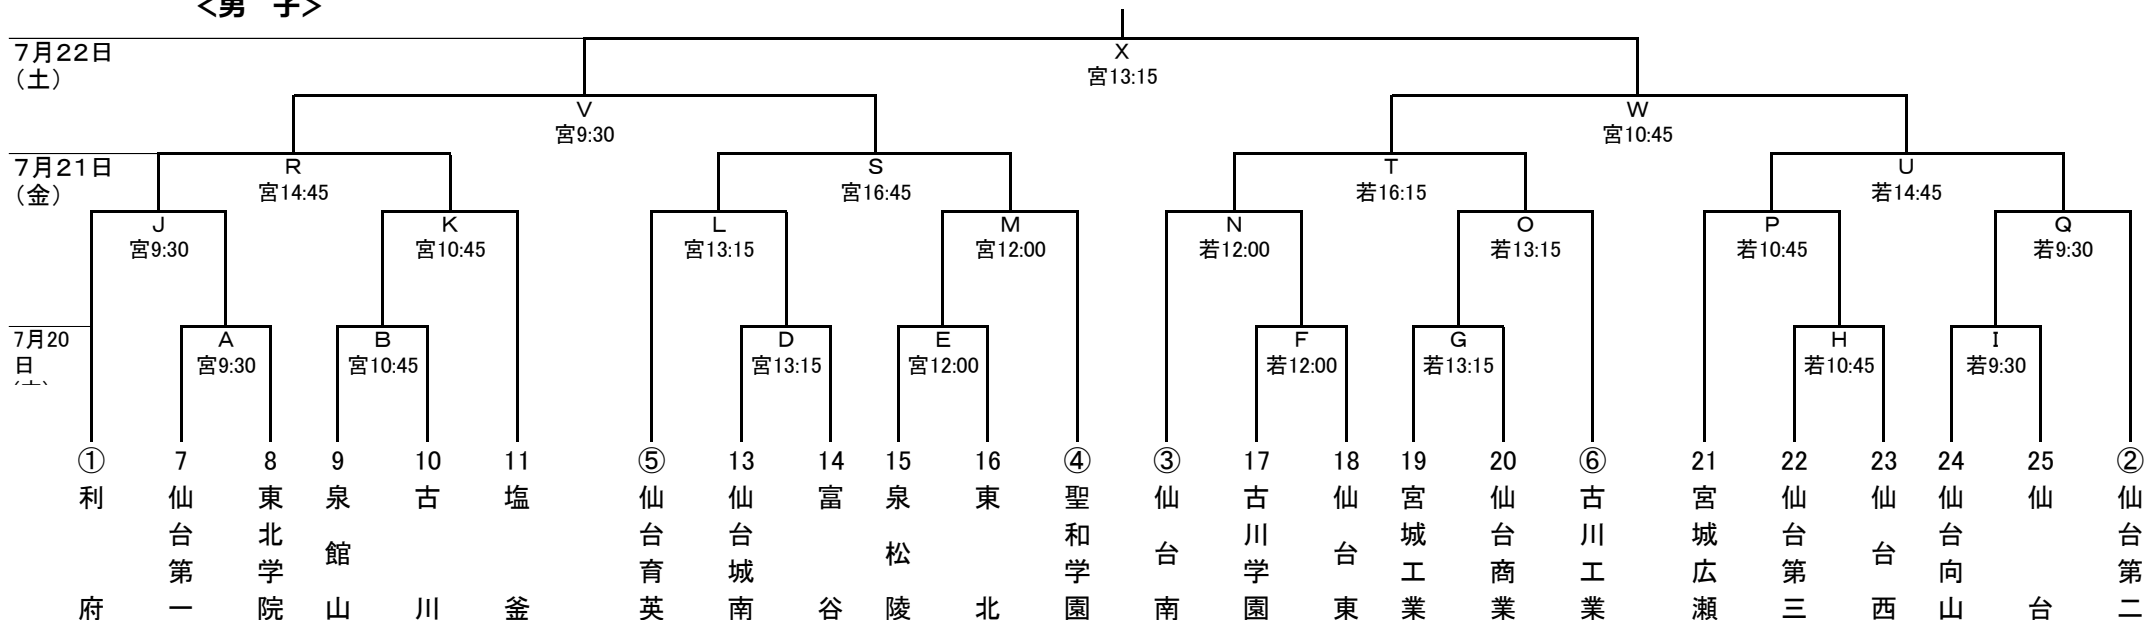 ＜男　子＞
7月22日
（土）
X
宮13:15
V
宮9:30
W
宮10:45
7月21日
（金）
R
宮14:45
S
宮16:45
T
若16:15
U
若14:45
J
宮9:30
K
宮10:45
L
宮13:15
M
宮12:00
N
若12:00
O
若13:15
P
若10:45
Q
若9:30
7月20
日
A
宮9:30
B
宮10:45
D
宮13:15
E
宮12:00
F
若12:00
G
若13:15
H
若10:45
I
若9:30
① 利府
7 仙台第一
8 東北学院
9 泉館山
10 古川
11 塩釜
⑤ 仙台育英
13 仙台城南
14 富谷
15 泉松陵
16 東北
④ 聖和学園
③ 仙台南
17 古川学園
18 仙台東
19 宮城工業
20 仙台商業
⑥ 古川工業
21 宮城広瀬
22 仙台第三
23 仙台西
24 仙台向山
25 仙台
② 仙台第二